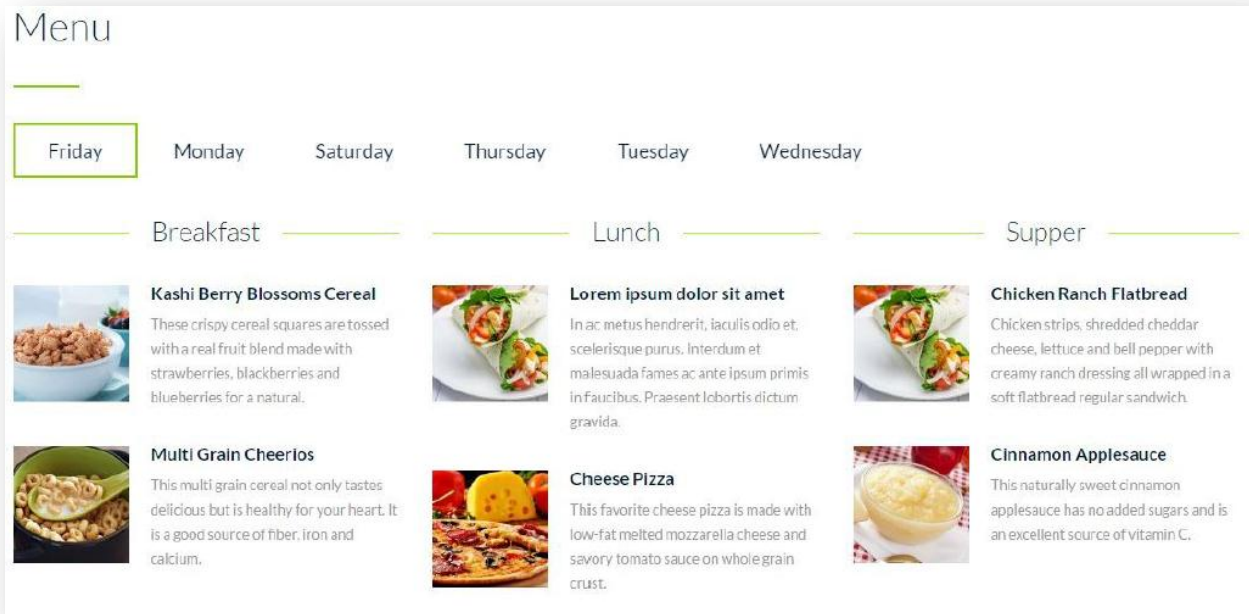 Menu
Friday Monday Saturday Thursday Tuesday Wednesday
Breakfast
Kashi Berry Blossoms Cereal
These crispy cereal squares are tossed
with a real fruit blend made with
strawberries, blackberries and
blueberries for a natural.
Multi Grain Cheerios
This multi grain cereal not only tastes
delicious but is healthy for your heart. It
is a good source of fiber, iron and
calcium.
Lunch
Lorem ipsum dolor sit amet
In ac metus hendrerit, iaculis odio et,
scelerisque purus. Interdum et
malesuada fames ac ante ipsum primis
in faucibus. Praesent lobortis dictum
gravida.
Cheese Pizza
This favorite cheese pizza is made with
low-fat melted mozzarella cheese and
savory tomato sauce on whole grain
crust.
Supper
Chicken Ranch Flatbread
Chicken strips, shredded cheddar
cheese, lettuce and bell pepper with
creamy ranch dressing all wrapped in a
soft flatbread regular sandwich.
Cinnamon Applesauce
This naturally sweet cinnamon
applesauce has no added sugars and is
an excellent source of vitamin C.